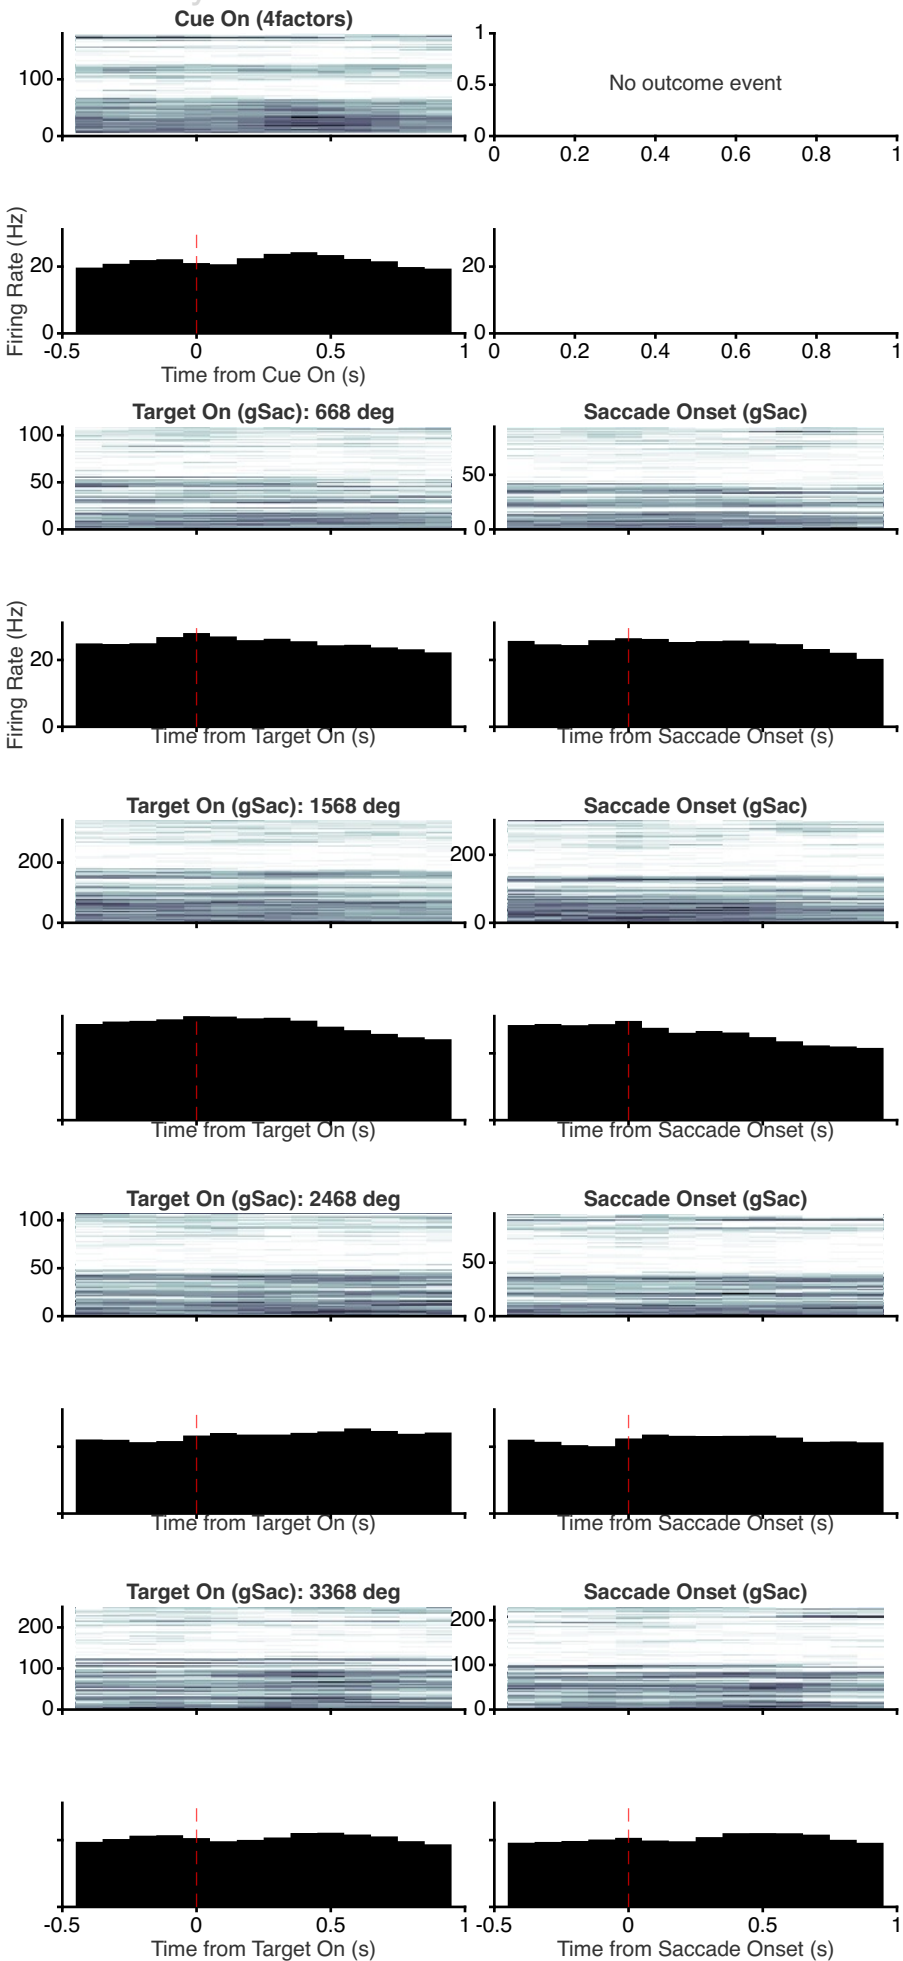 Cue On (4factors)
100
0
1
0.5
0
No outcome event
0 0.2 0.4 0.6 0.8 1
Firing Rate (Hz)
20
0
-0.5 0 0.5 1
Time from Cue On (s)
20
0
0 0.2 0.4 0.6 0.8 1
Target On (gSac): 668 deg
100
50
0
Saccade Onset (gSac)
50
0
Firing Rate (Hz)
20
0
Time from Target On (s)
Time from Saccade Onset (s)
Target On (gSac): 1568 deg
200
0
Saccade Onset (gSac)
200
0
Time from Target On (s)
Time from Saccade Onset (s)
Target On (gSac): 2468 deg
100
50
0
Saccade Onset (gSac)
50
0
Time from Target On (s)
Time from Saccade Onset (s)
Target On (gSac): 3368 deg
200
100
0
Saccade Onset (gSac)
200
100
0
-0.5 0 0.5 1
Time from Target On (s)
-0.5 0 0.5 1
Time from Saccade Onset (s)